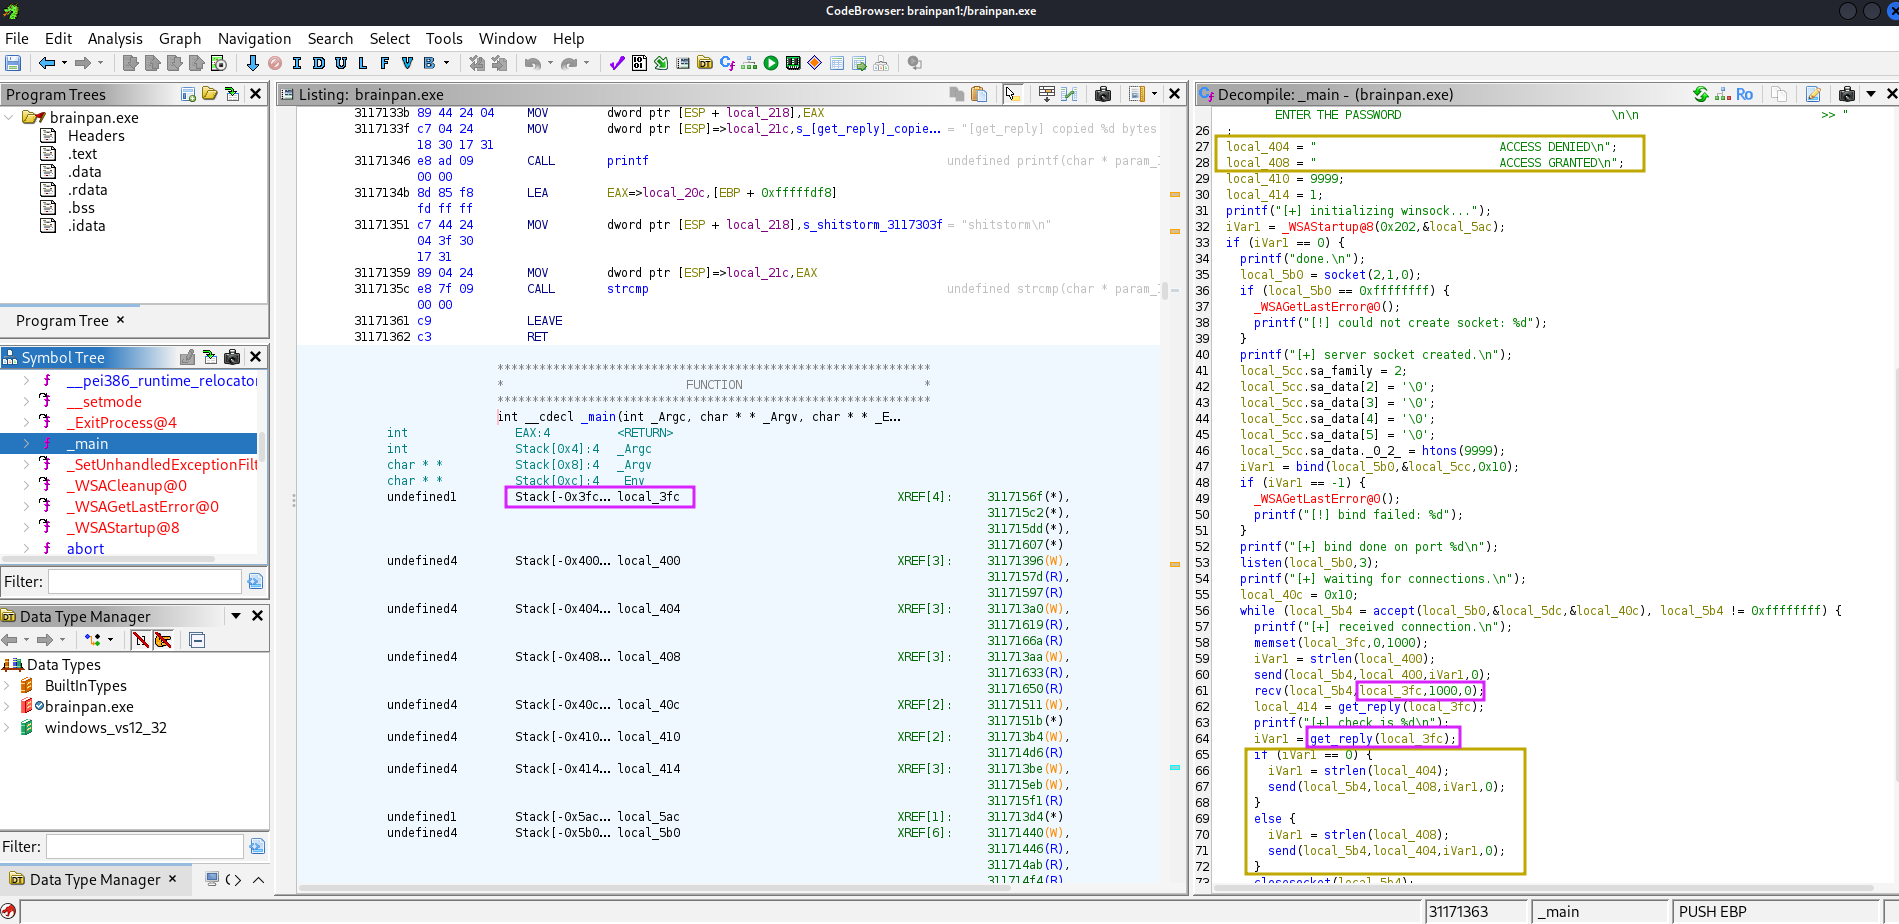 CodeBrowser: brainpan1:/brainpan.exe
File Edit Analysis Graph Navigation Search Select Tools Window Help
I D U L F V B
Program Trees
brainpan.exe
Headers
.text
.data
.rdata
.bss
.idata
Program Tree ×
Symbol Tree
__pei386_runtime_relocator
__setmode
_ExitProcess@4
_main
_SetUnhandledExceptionFilt
_WSACleanup@0
_WSAGetLastError@0
_WSAStartup@8
abort
Filter:
Data Type Manager
Data Types
BuiltInTypes
brainpan.exe
windows_vs12_32
Filter:
Data Type Manager ×
Listing: brainpan.exe
3117133b 89 44 24 04 MOV dword ptr [ESP + local_218],EAX
3117133f c7 04 24 MOV dword ptr [ESP]=>local_21c,s_[get_reply]_copie... = "[get_reply] copied %d bytes
18 30 17 31
31171346 e8 ad 09 CALL printf undefined printf(char * param_1
00 00
3117134b 8d 85 f8 LEA EAX=>local_20c,[EBP + 0xfffffdf8]
fd ff ff
31171351 c7 44 24 MOV dword ptr [ESP + local_218],s_shitstorm_3117303f = "shitstorm\n"
04 3f 30
17 31
31171359 89 04 24 MOV dword ptr [ESP]=>local_21c,EAX
3117135c e8 7f 09 CALL strcmp undefined strcmp(char * param_1
00 00
31171361 c9 LEAVE
31171362 c3 RET
*************************************************************
* FUNCTION *
*************************************************************
int __cdecl _main(int _Argc, char * * _Argv, char * * _E...
int EAX:4 <RETURN>
int Stack[0x4]:4 _Argc
char * * Stack[0x8]:4 _Argv
char * * Stack[0xc]:4 _Env
undefined1 Stack[-0x3fc... local_3fc XREF[4]: 3117156f(*),
311715c2(*),
311715dd(*),
31171607(*)
undefined4 Stack[-0x400... local_400 XREF[3]: 31171396(W),
3117157d(R),
31171597(R)
undefined4 Stack[-0x404... local_404 XREF[3]: 311713a0(W),
31171619(R),
3117166a(R)
undefined4 Stack[-0x408... local_408 XREF[3]: 311713aa(W),
31171633(R),
31171650(R)
undefined4 Stack[-0x40c... local_40c XREF[2]: 31171511(W),
3117151b(*)
undefined4 Stack[-0x410... local_410 XREF[2]: 311713b4(W),
311714d6(R)
undefined4 Stack[-0x414... local_414 XREF[3]: 311713be(W),
311715eb(W),
311715f1(R)
undefined1 Stack[-0x5ac... local_5ac XREF[1]: 311713d4(*)
undefined4 Stack[-0x5b0... local_5b0 XREF[6]: 31171440(W),
31171446(R),
311714ab(R),
311714f4(R)
Decompile: _main - (brainpan.exe)
Ro
ENTER THE PASSWORD \n\n >> "
26 ;
27 local_404 = " ACCESS DENIED\n";
28 local_408 = " ACCESS GRANTED\n";
29 local_410 = 9999;
30 local_414 = 1;
31 printf("[+] initializing winsock...");
32 iVar1 = _WSAStartup@8(0x202,&local_5ac);
33 if (iVar1 == 0) {
34 printf("done.\n");
35 local_5b0 = socket(2,1,0);
36 if (local_5b0 == 0xffffffff) {
37 _WSAGetLastError@0();
38 printf("[!] could not create socket: %d");
39 }
40 printf("[+] server socket created.\n");
41 local_5cc.sa_family = 2;
42 local_5cc.sa_data[2] = '\0';
43 local_5cc.sa_data[3] = '\0';
44 local_5cc.sa_data[4] = '\0';
45 local_5cc.sa_data[5] = '\0';
46 local_5cc.sa_data._0_2_ = htons(9999);
47 iVar1 = bind(local_5b0,&local_5cc,0x10);
48 if (iVar1 == -1) {
49 _WSAGetLastError@0();
50 printf("[!] bind failed: %d");
51 }
52 printf("[+] bind done on port %d\n");
53 listen(local_5b0,3);
54 printf("[+] waiting for connections.\n");
55 local_40c = 0x10;
56 while (local_5b4 = accept(local_5b0,&local_5dc,&local_40c), local_5b4 != 0xffffffff) {
57 printf("[+] received connection.\n");
58 memset(local_3fc,0,1000);
59 iVar1 = strlen(local_400);
60 send(local_5b4,local_400,iVar1,0);
61 recv(local_5b4,local_3fc,1000,0);
62 local_414 = get_reply(local_3fc);
63 printf("[+] check is %d\n");
64 iVar1 = get_reply(local_3fc);
65 if (iVar1 == 0) {
66 iVar1 = strlen(local_404);
67 send(local_5b4,local_408,iVar1,0);
68 }
69 else {
70 iVar1 = strlen(local_408);
71 send(local_5b4,local_404,iVar1,0);
72 }
73 closesocket(local_5b4);
31171363 _main PUSH EBP